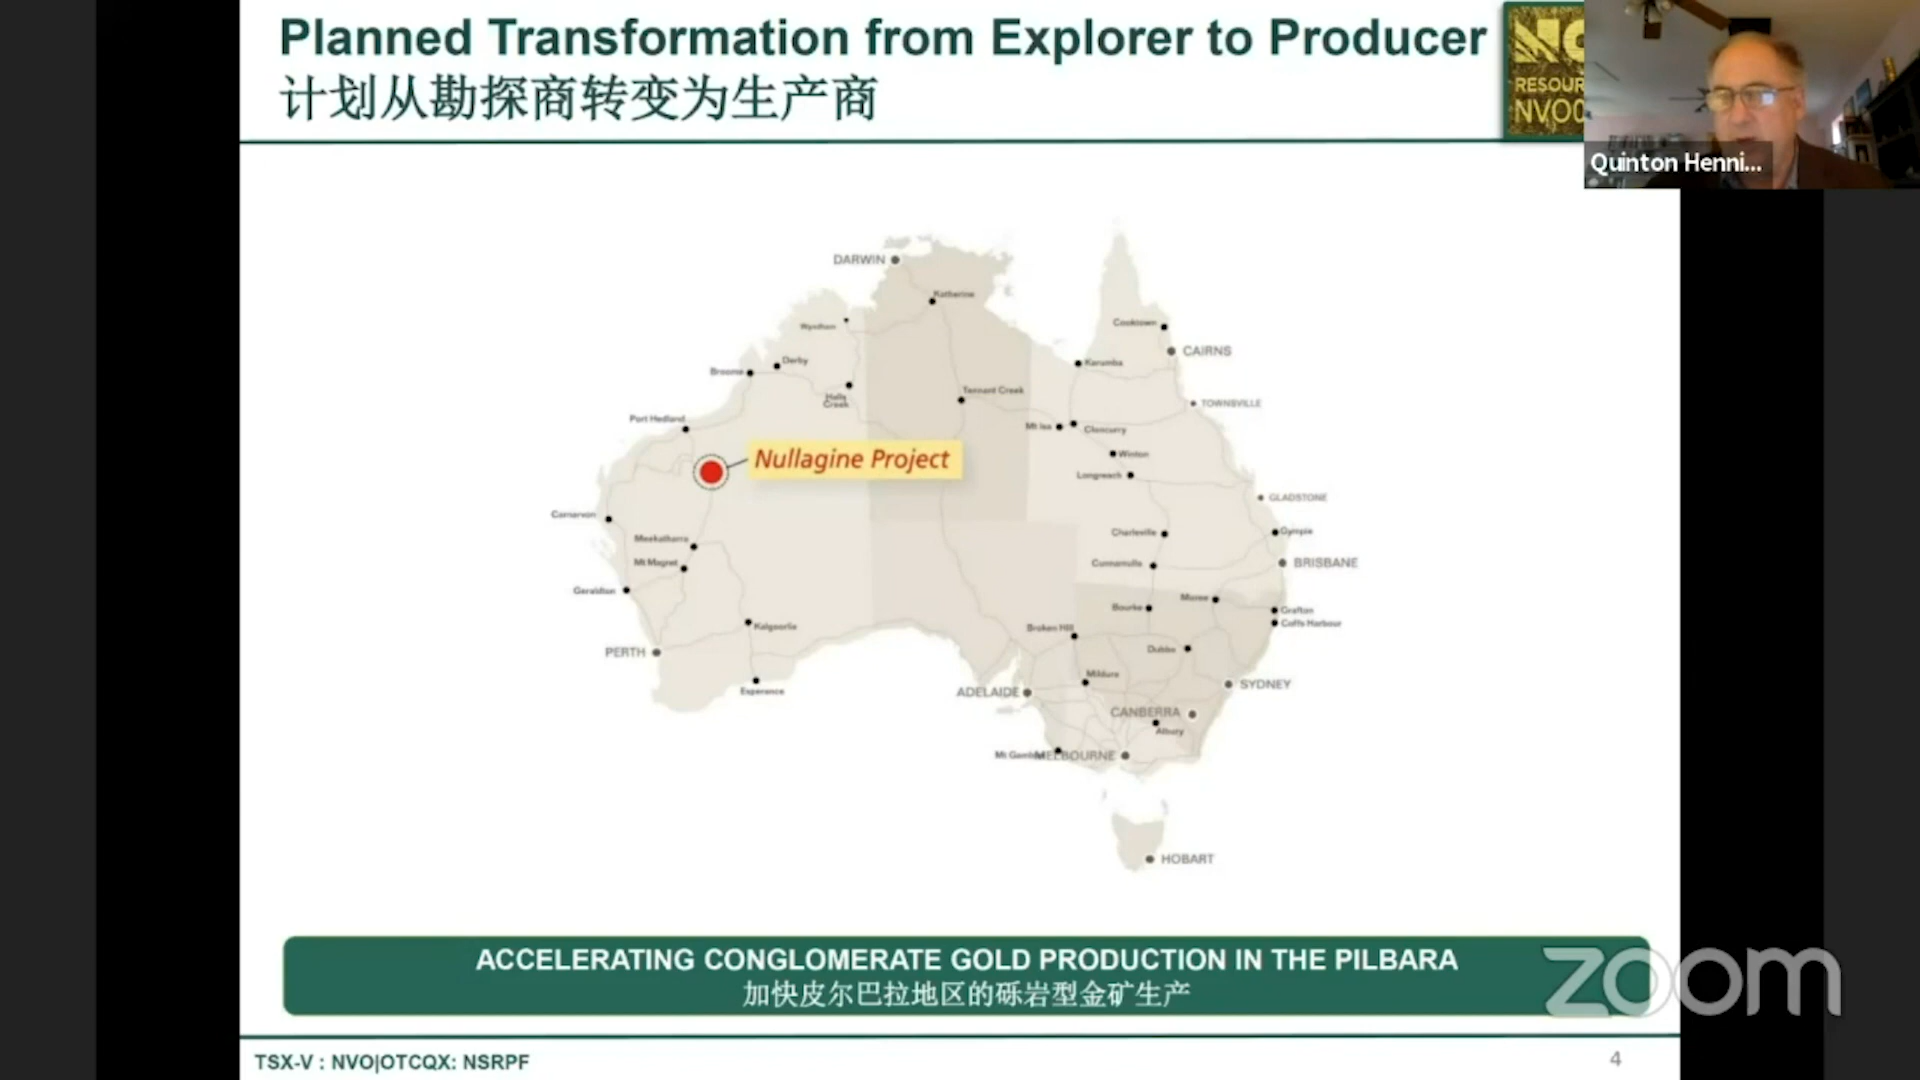 Planned Transformation from Explorer to Producer
计划从勘探商转变为生产商
RESOUR
NVO
Quinton Henni...
DARWIN
Katherine
Wyndham
Cooktown
CAIRNS
Derby
Broome
Karumba
Halls
Creek
Tennant Creek
TOWNSVILLE
Port Hedland
Mt Isa
Cloncurry
Nullagine Project
Winton
Longreach
GLADSTONE
Carnarvon
Charleville
Gympie
Meekatharra
Mt Magnet
Cunnamulla
BRISBANE
Geraldton
Moree
Bourke
Grafton
Coffs Harbour
Kalgoorlie
Broken Hill
PERTH
Dubbo
Mildura
Esperance
ADELAIDE
SYDNEY
CANBERRA
Albury
MELBOURNE
HOBART
ACCELERATING CONGLOMERATE GOLD PRODUCTION IN THE PILBARA
加快皮尔巴拉地区的砾岩型金矿生产
zoom
TSX-V : NVO|OTCQX: NSRPF
4